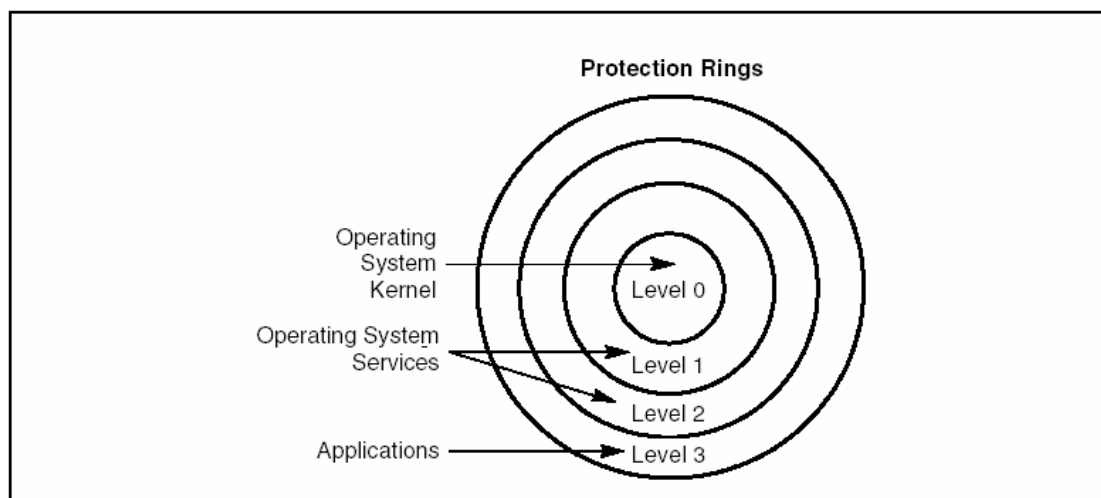 Protection Rings
Operating
System
Kernel
Level 0
Operating System
Services
Level 1
Level 2
Applications
Level 3